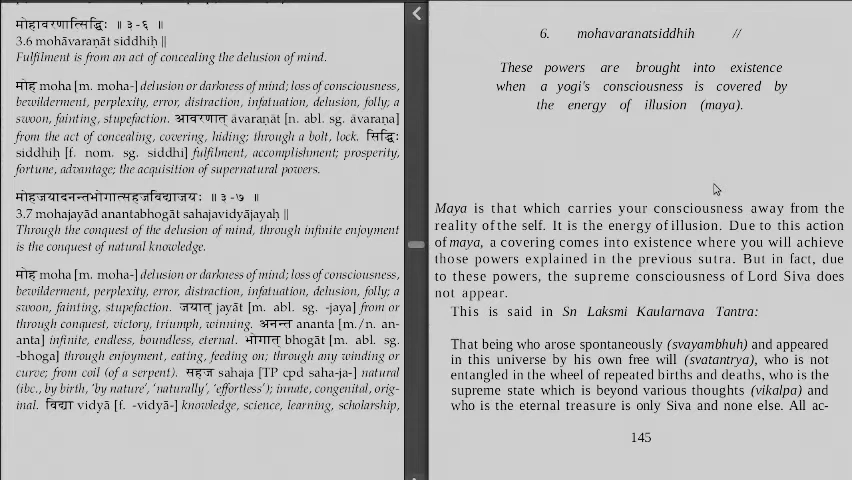 मोहावरणात्सिद्धिः ॥ ३-६ ॥
3.6 mohāvaraṇāt siddhiḥ ||
Fulfilment is from an act of concealing the delusion of mind.
मोह moha [m. moha-] delusion or darkness of mind; loss of consciousness,
bewilderment, perplexity, error, distraction, infatuation, delusion, folly; a
swoon, fainting, stupefaction. आवरणात् āvaraṇāt [n. abl. sg. āvaraṇa]
from the act of concealing, covering, hiding; through a bolt, lock. सिद्धिः
siddhiḥ [f. nom. sg. siddhi] fulfilment, accomplishment; prosperity,
fortune, advantage; the acquisition of supernatural powers.
मोहजयादनन्तभोगात्सहजविद्याजयः ॥ ३-७ ॥
3.7 mohajayād anantabhogāt sahajavidyājayaḥ ||
Through the conquest of the delusion of mind, through infinite enjoyment
is the conquest of natural knowledge.
मोह moha [m. moha-] delusion or darkness of mind; loss of consciousness,
bewilderment, perplexity, error, distraction, infatuation, delusion, folly; a
swoon, fainting, stupefaction. जयात् jayāt [m. abl. sg. -jaya] from or
through conquest, victory, triumph, winning. अनन्त ananta [m./n. an-
anta] infinite, endless, boundless, eternal. भोगात् bhogāt [m. abl. sg.
-bhoga] through enjoyment, eating, feeding on; through any winding or
curve; from coil (of a serpent). सहज sahaja [TP cpd saha-ja-] natural
(ibc., by birth, 'by nature', 'naturally', 'effortless'); innate, congenital, orig-
inal. विद्या vidyā [f. -vidyā-] knowledge, science, learning, scholarship,
6. mohavaranatsiddhih //
These powers are brought into existence
when a yogi's consciousness is covered by
the energy of illusion (maya).
Maya is that which carries your consciousness away from the
reality of the self. It is the energy of illusion. Due to this action
of maya, a covering comes into existence where you will achieve
those powers explained in the previous sutra. But in fact, due
to these powers, the supreme consciousness of Lord Siva does
not appear.
This is said in Sn Laksmi Kaularnava Tantra:
That being who arose spontaneously (svayambhuh) and appeared
in this universe by his own free will (svatantrya), who is not
entangled in the wheel of repeated births and deaths, who is the
supreme state which is beyond various thoughts (vikalpa) and
who is the eternal treasure is only Siva and none else. All ac-
145